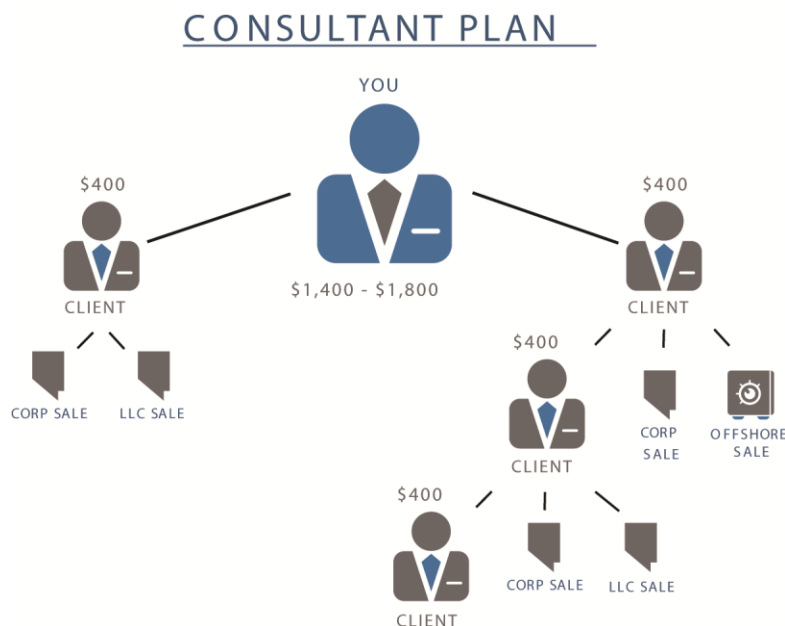 CONSULTANT PLAN
YOU
$400
$400
$1,400 - $1,800
CLIENT
CLIENT
$400
CORP SALE
LLC SALE
CORP
SALE
OFFSHORE
SALE
CLIENT
$400
CORP SALE
LLC SALE
CLIENT